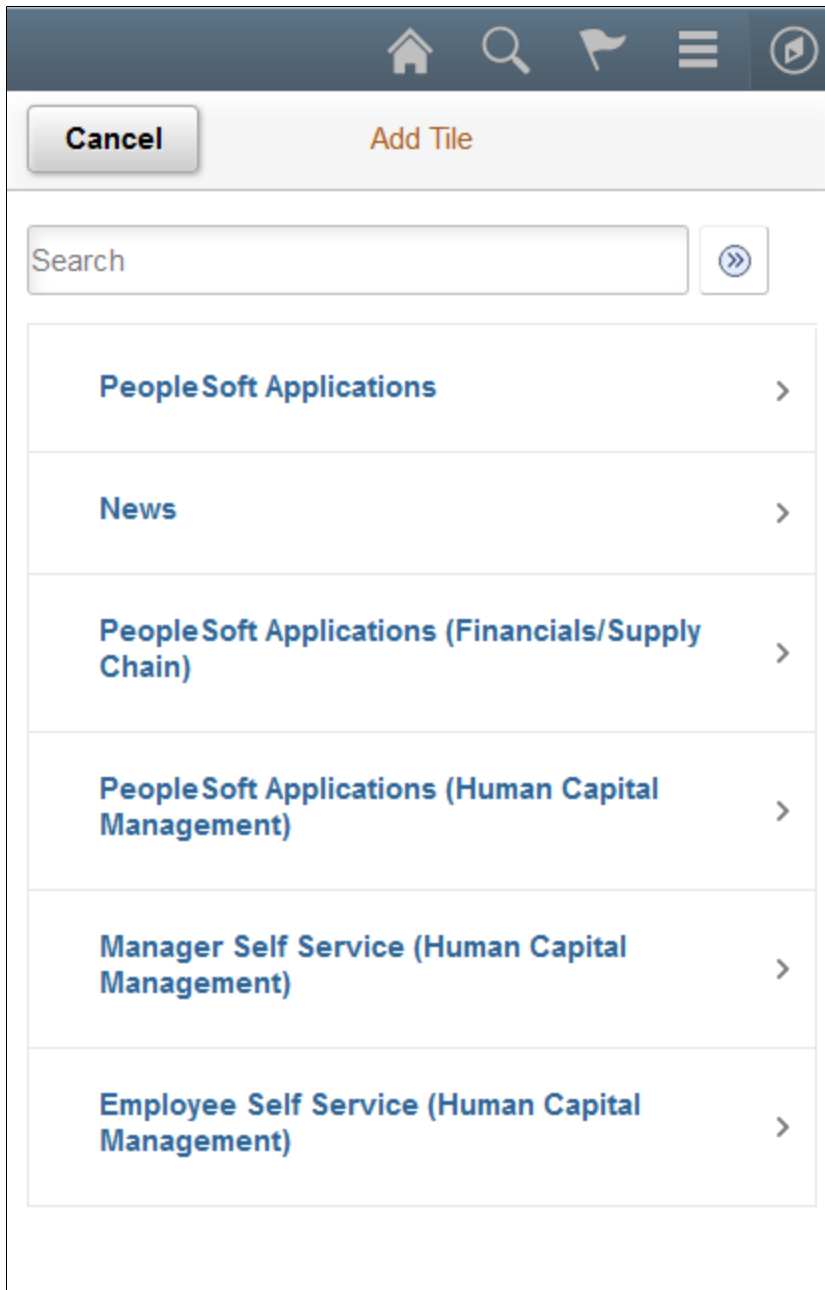 Cancel
Add Tile
Search
PeopleSoft Applications
News
PeopleSoft Applications (Financials/Supply
Chain)
PeopleSoft Applications (Human Capital
Management)
Manager Self Service (Human Capital
Management)
Employee Self Service (Human Capital
Management)